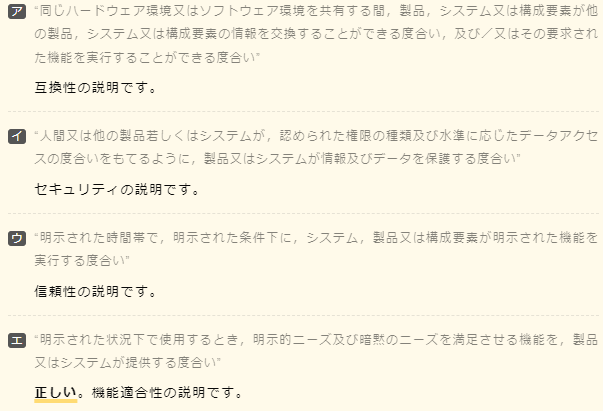 ア “同じハードウェア環境又はソフトウェア環境を共有する間，製品，システム又は構成要素が他
の製品，システム又は構成要素の情報を交換することができる度合い，及び／又はその要求され
た機能を実行することができる度合い”
互換性の説明です。
イ “人間又は他の製品若しくはシステムが，認められた権限の種類及び水準に応じたデータアクセ
スの度合いをもてるように，製品又はシステムが情報及びデータを保護する度合い”
セキュリティの説明です。
ウ “明示された時間帯で，明示された条件下に，システム，製品又は構成要素が明示された機能を
実行する度合い”
信頼性の説明です。
エ “明示された状況下で使用するとき，明示的ニーズ及び暗黙のニーズを満足させる機能を，製品
又はシステムが提供する度合い”
正しい。機能適合性の説明です。